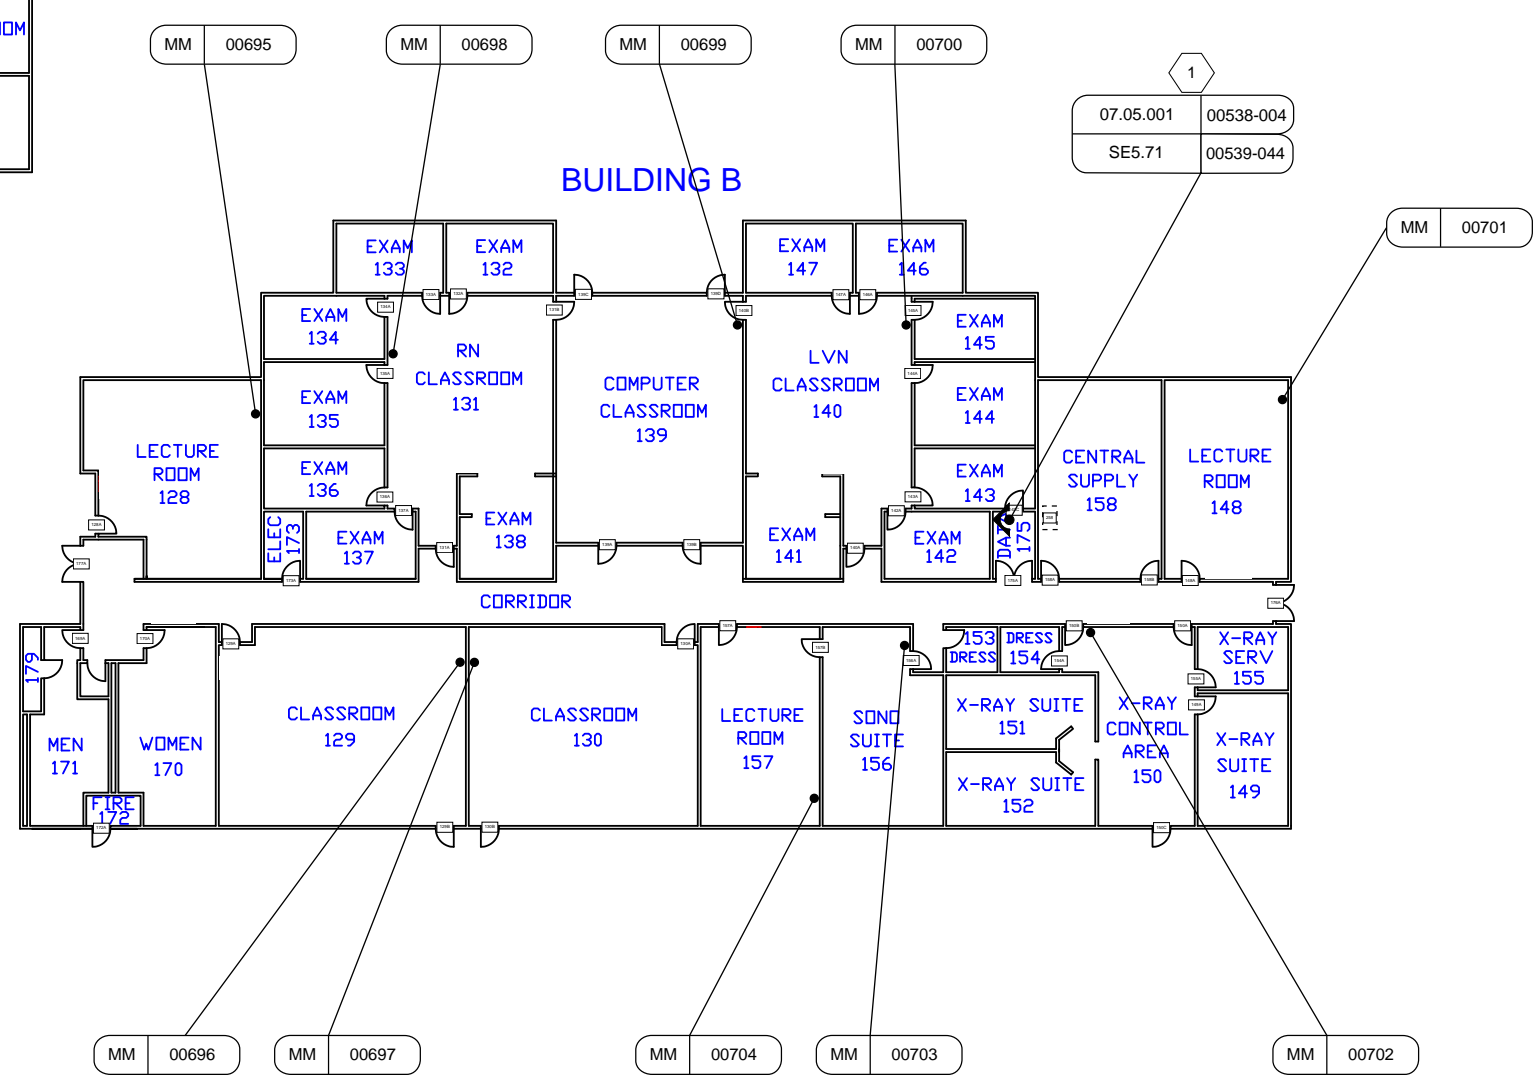 OM
MM 00695
MM 00698
MM 00699
MM 00700
1
07.05.001 00538-004
SE5.71 00539-044
MM 00701
BUILDING B
EXAM
133
EXAM
132
EXAM
147
EXAM
146
EXAM
134
RN
CLASSROOM
131
COMPUTER
CLASSROOM
139
LVN
CLASSROOM
140
EXAM
145
EXAM
135
EXAM
144
LECTURE
ROOM
128
EXAM
136
EXAM
143
CENTRAL
SUPPLY
158
LECTURE
ROOM
148
ELEC
173
EXAM
137
EXAM
138
EXAM
141
EXAM
142
DATA
175
CORRIDOR
179
MEN
171
WOMEN
170
FIRE
172
CLASSROOM
129
CLASSROOM
130
LECTURE
ROOM
157
SONO
SUITE
156
153
DRESS
DRESS
154
X-RAY SUITE
151
X-RAY SUITE
152
X-RAY
CONTROL
AREA
150
X-RAY
SERV
155
X-RAY
SUITE
149
MM 00696
MM 00697
MM 00704
MM 00703
MM 00702